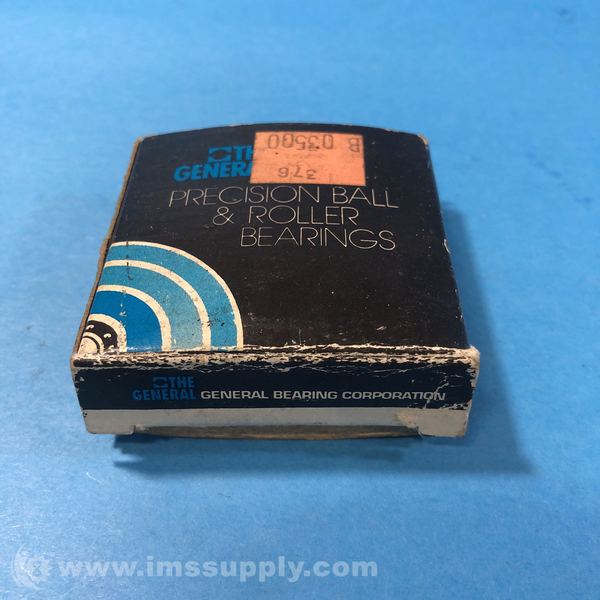 THE
GENERAL
PRECISION BALL
& ROLLER
BEARINGS
B 03500
376
THE
GENERAL GENERAL BEARING CORPORATION
www.imssupply.com